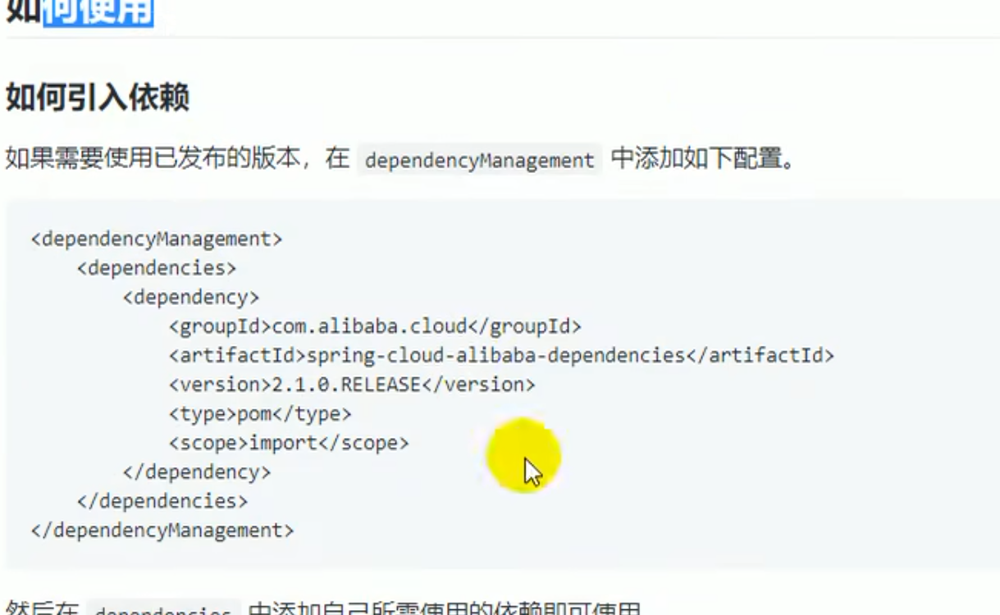 如何使用
如何引入依赖
如果需要使用已发布的版本，在 dependencyManagement 中添加如下配置。
<dependencyManagement>
    <dependencies>
        <dependency>
            <groupId>com.alibaba.cloud</groupId>
            <artifactId>spring-cloud-alibaba-dependencies</artifactId>
            <version>2.1.0.RELEASE</version>
            <type>pom</type>
            <scope>import</scope>
        </dependency>
    </dependencies>
</dependencyManagement>
然后在 dependencies 中添加自己所需使用的依赖即可使用